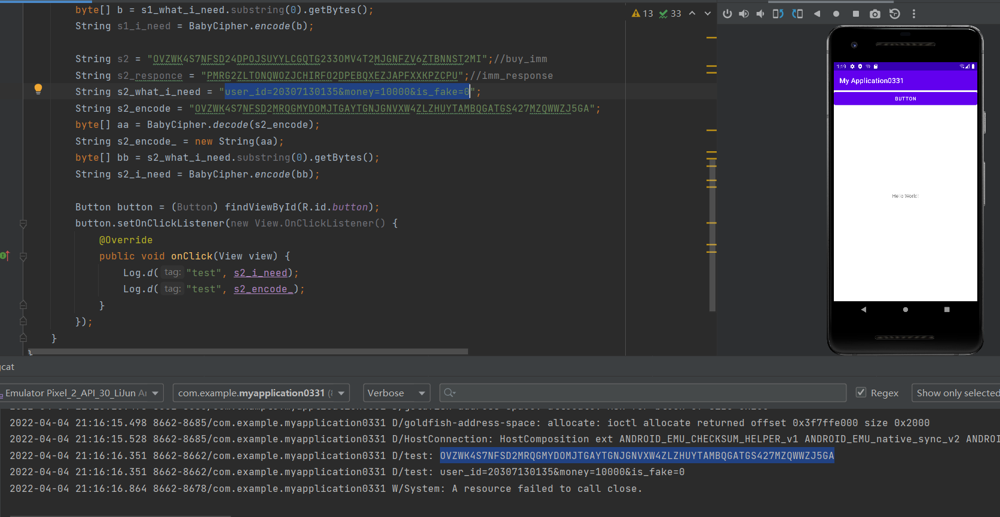 byte[] b = s1_what_i_need.substring(0).getBytes();
String s1_i_need = BabyCipher.encode(b);
String s2 = "OVZWK4S7NFSD24DPOJSUYYLCGQTG233OMV4T2MJGNFZV6ZTBNNST2MI";//buy_imm
String s2_responce = "PMRG2ZLTONQWOZJCHIRFO2DPEBQXEZJAPFXXKPZCPU";//imm_response
String s2_what_i_need = "user_id=20307130135&money=10000&is_fake=0";
String s2_encode = "OVZWK4S7NFSD2MRQGMYDOMJTGAYTGNJGNVXW4ZLZHUYTAMBQGATGS427MZQWWZJ5GA";
byte[] aa = BabyCipher.decode(s2_encode);
String s2_encode_ = new String(aa);
byte[] bb = s2_what_i_need.substring(0).getBytes();
String s2_i_need = BabyCipher.encode(bb);
Button button = (Button) findViewById(R.id.button);
button.setOnClickListener(new View.OnClickListener() {
@Override
public void onClick(View view) {
Log.d( tag: "test", s2_i_need);
Log.d( tag: "test", s2_encode_);
}
});
}
13 33
1:19
My Application0331
BUTTON
Hello World!
gcat
Emulator Pixel_2_API_30_LiJun
com.example.myapplication0331
Verbose
Regex
Show only selected
2022-04-04 21:16:15.498 8662-8685/com.example.myapplication0331 D/goldfish-address-space: allocate: ioctl allocate returned offset 0x3f7ffe000 size 0x2000
2022-04-04 21:16:15.528 8662-8685/com.example.myapplication0331 D/HostConnection: HostComposition ext ANDROID_EMU_CHECKSUM_HELPER_v1 ANDROID_EMU_native_sync_v2 ANDROI
2022-04-04 21:16:16.351 8662-8662/com.example.myapplication0331 D/test: OVZWK4S7NFSD2MRQGMYDOMJTGAYTGNJGNVXW4ZLZHUYTAMBQGATGS427MZQWWZJ5GA
2022-04-04 21:16:16.351 8662-8662/com.example.myapplication0331 D/test: user_id=20307130135&money=10000&is_fake=0
2022-04-04 21:16:16.864 8662-8678/com.example.myapplication0331 W/System: A resource failed to call close.